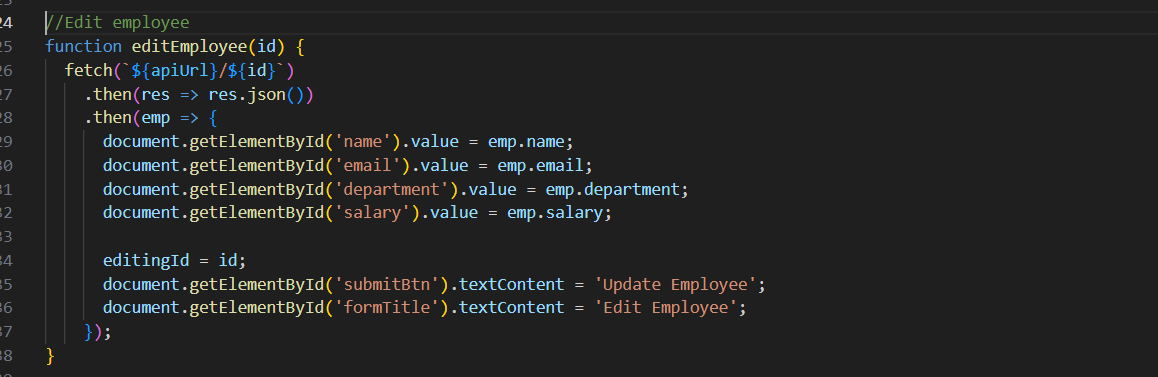 24 //Edit employee
25 function editEmployee(id) {
26 fetch(`${apiUrl}/${id}`)
27 .then(res => res.json())
28 .then(emp => {
29 document.getElementById('name').value = emp.name;
30 document.getElementById('email').value = emp.email;
31 document.getElementById('department').value = emp.department;
32 document.getElementById('salary').value = emp.salary;
33
34 editingId = id;
35 document.getElementById('submitBtn').textContent = 'Update Employee';
36 document.getElementById('formTitle').textContent = 'Edit Employee';
37 });
38 }